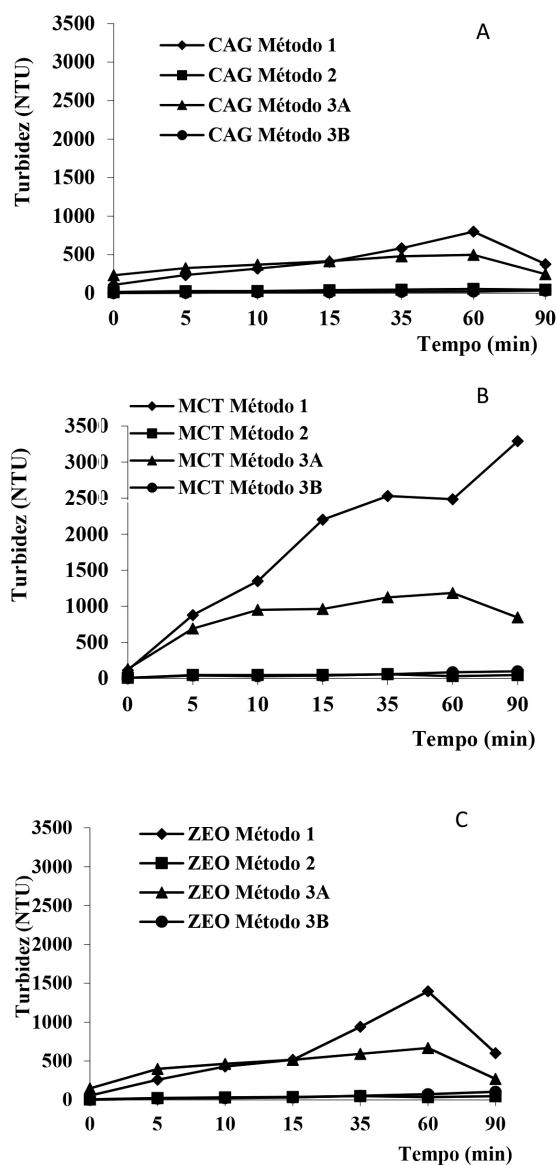 A
CAG Método 1
CAG Método 2
CAG Método 3A
CAG Método 3B
Turbidez (NTU)
3500
3000
2500
2000
1500
1000
500
0
0 5 10 15 35 60 90
Tempo (min)
B
MCT Método 1
MCT Método 2
MCT Método 3A
MCT Método 3B
Turbidez (NTU)
3500
3000
2500
2000
1500
1000
500
0
0 5 10 15 35 60 90
Tempo (min)
C
ZEO Método 1
ZEO Método 2
ZEO Método 3A
ZEO Método 3B
Turbidez (NTU)
3500
3000
2500
2000
1500
1000
500
0
0 5 10 15 35 60 90
Tempo (min)